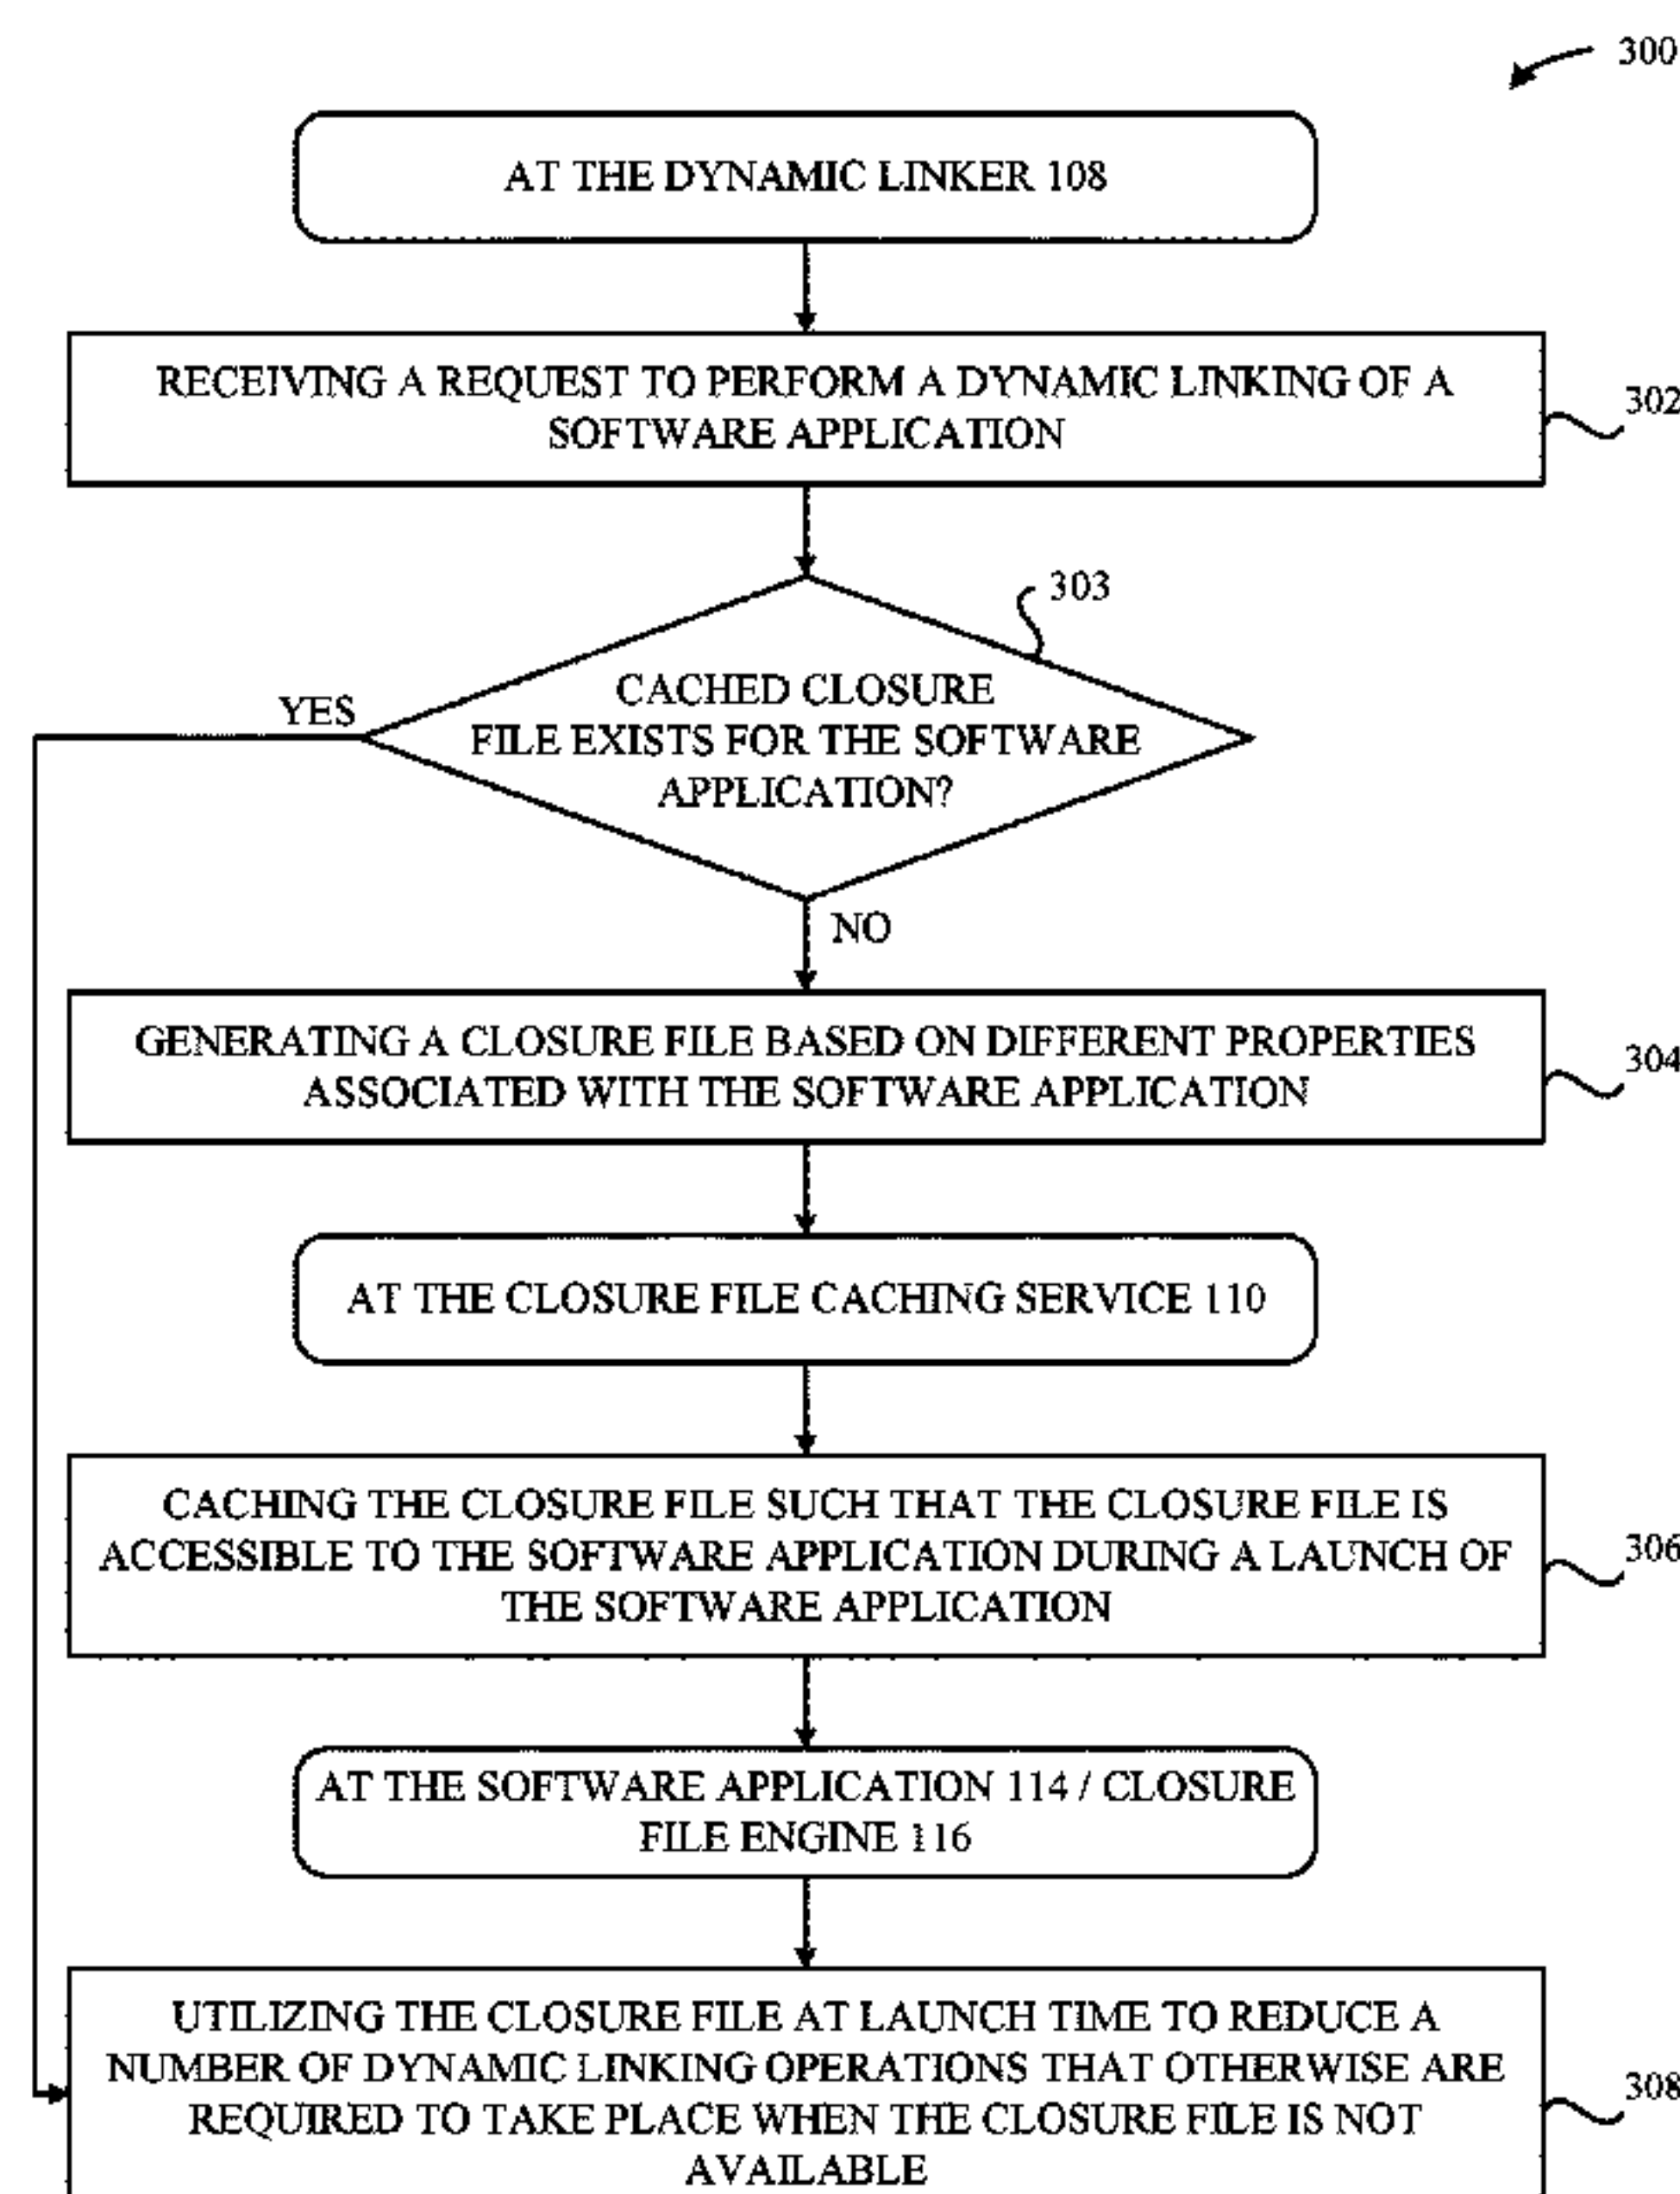 300
AT THE DYNAMIC LINKER 108
RECEIVING A REQUEST TO PERFORM A DYNAMIC LINKING OF A
SOFTWARE APPLICATION
302
303
CACHED CLOSURE
FILE EXISTS FOR THE SOFTWARE
APPLICATION?
YES
NO
GENERATING A CLOSURE FILE BASED ON DIFFERENT PROPERTIES
ASSOCIATED WITH THE SOFTWARE APPLICATION
304
AT THE CLOSURE FILE CACHING SERVICE 110
CACHING THE CLOSURE FILE SUCH THAT THE CLOSURE FILE IS
ACCESSIBLE TO THE SOFTWARE APPLICATION DURING A LAUNCH OF
THE SOFTWARE APPLICATION
306
AT THE SOFTWARE APPLICATION 114 / CLOSURE
FILE ENGINE 116
UTILIZING THE CLOSURE FILE AT LAUNCH TIME TO REDUCE A
NUMBER OF DYNAMIC LINKING OPERATIONS THAT OTHERWISE ARE
REQUIRED TO TAKE PLACE WHEN THE CLOSURE FILE IS NOT
AVAILABLE
308